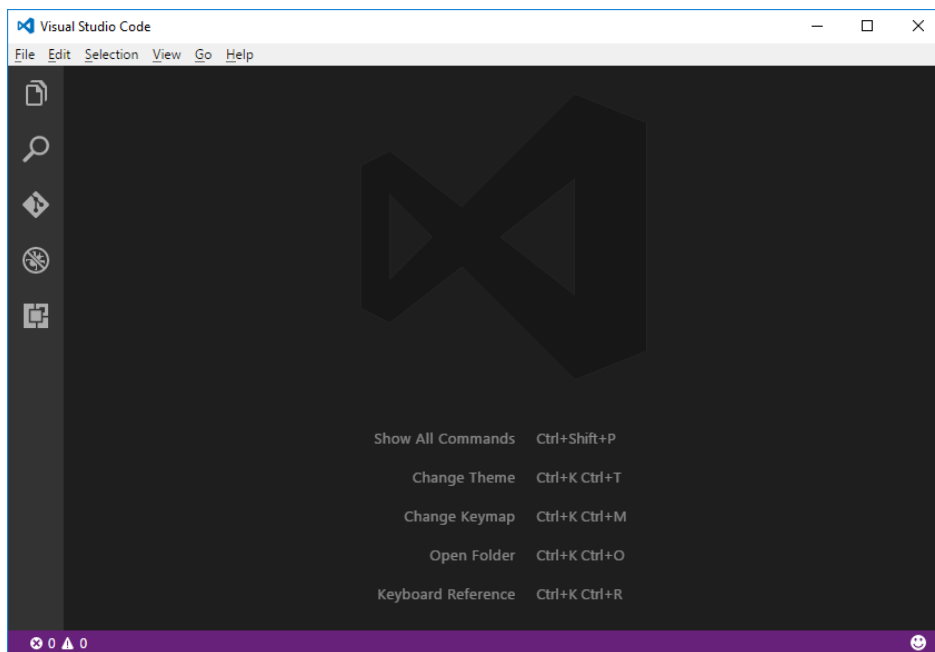 Visual Studio Code
File Edit Selection View Go Help
Show All Commands Ctrl+Shift+P
Change Theme Ctrl+K Ctrl+T
Change Keymap Ctrl+K Ctrl+M
Open Folder Ctrl+K Ctrl+O
Keyboard Reference Ctrl+K Ctrl+R
0 0